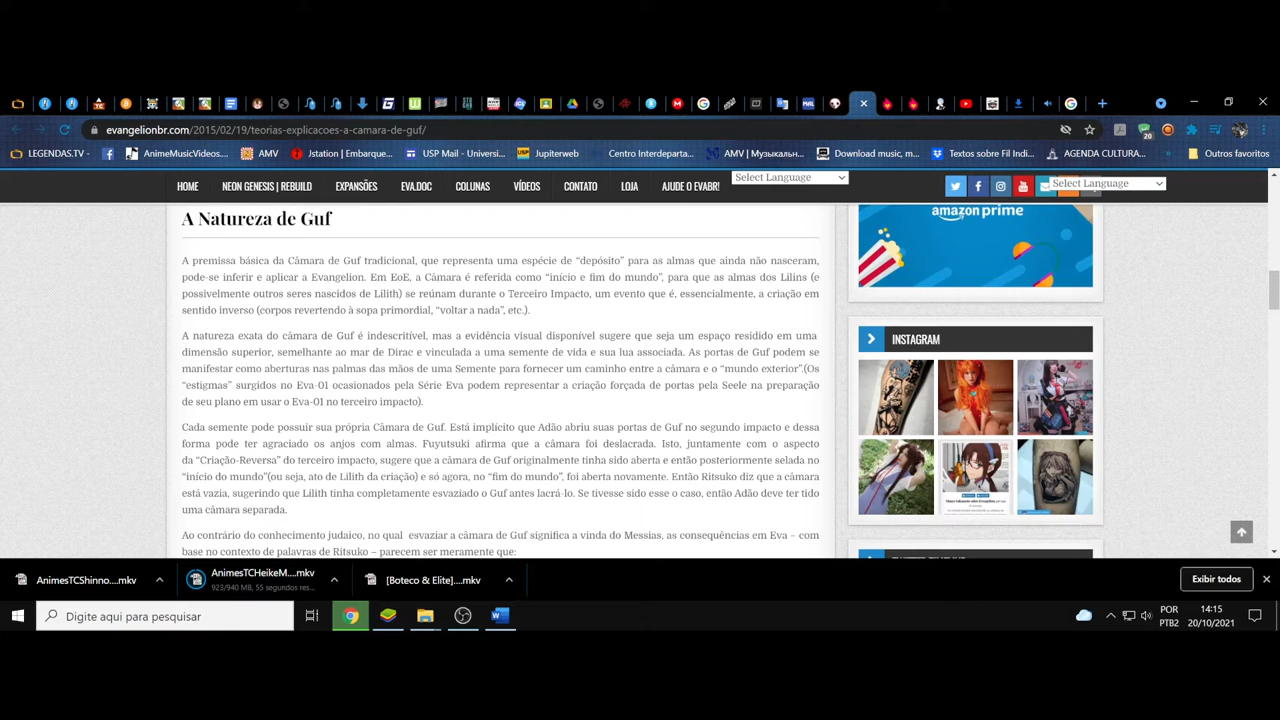 evangelionbr.com/2015/02/19/teorias-explicacoes-a-camara-de-guf/
20
LEGENDAS.TV -
AnimeMusicVideos...
AMV
Jstation | Embarque...
USP Mail - Universi...
Jupiterweb
Centro Interdeparta...
AMV | Музыкаль...
Download music, m...
Textos sobre Fil Indi...
AGENDA CULTURA...
»
Outros favoritos
HOME
NEON GENESIS | REBUILD
EXPANSÕES
EVA.DOC
COLUNAS
VÍDEOS
CONTATO
LOJA
AJUDE O EVABR!
Select Language
Select Language
A Natureza de Guf
A premissa básica da Câmara de Guf tradicional, que representa uma espécie de “depósito” para as almas que ainda não nasceram,
pode-se inferir e aplicar a Evangelion. Em EoE, a Câmara é referida como “início e fim do mundo”, para que as almas dos Lilins (e
possivelmente outros seres nascidos de Lilith) se reúnam durante o Terceiro Impacto, um evento que é, essencialmente, a criação em
sentido inverso (corpos revertendo à sopa primordial, “voltar a nada”, etc.).
A natureza exata do câmara de Guf é indescritível, mas a evidência visual disponível sugere que seja um espaço residido em uma
dimensão superior, semelhante ao mar de Dirac e vinculada a uma semente de vida e sua lua associada. As portas de Guf podem se
manifestar como aberturas nas palmas das mãos de uma Semente para fornecer um caminho entre a câmara e o “mundo exterior”.(Os
“estigmas” surgidos no Eva-01 ocasionados pela Série Eva podem representar a criação forçada de portas pela Seele na preparação
de seu plano em usar o Eva-01 no terceiro impacto).
Cada semente pode possuir sua própria Câmara de Guf. Está implícito que Adão abriu suas portas de Guf no segundo impacto e dessa
forma pode ter agraciado os anjos com almas. Fuyutsuki afirma que a câmara foi deslacrada. Isto, juntamente com o aspecto
da “Criação-Reversa” do terceiro impacto, sugere que a câmara de Guf originalmente tinha sido aberta e então posteriormente selada no
“início do mundo”(ou seja, ato de Lilith da criação) e só agora, no “fim do mundo”, foi aberta novamente. Então Ritsuko diz que a câmara
está vazia, sugerindo que Lilith tinha completamente esvaziado o Guf antes lacrá-lo. Se tivesse sido esse o caso, então Adão deve ter tido
uma câmara separada.
Ao contrário do conhecimento judaico, no qual esvaziar a câmara de Guf significa a vinda do Messias, as consequências em Eva – com
base no contexto de palavras de Ritsuko – parecem ser meramente que:
amazon prime
INSTAGRAM
AnimesTCShinno....mkv
AnimesTCHeikeM....mkv
923/940 MB, 55 segundos res...
[Boteco & Elite]....mkv
Exibir todos
Digite aqui para pesquisar
POR
PTB2
14:15
20/10/2021